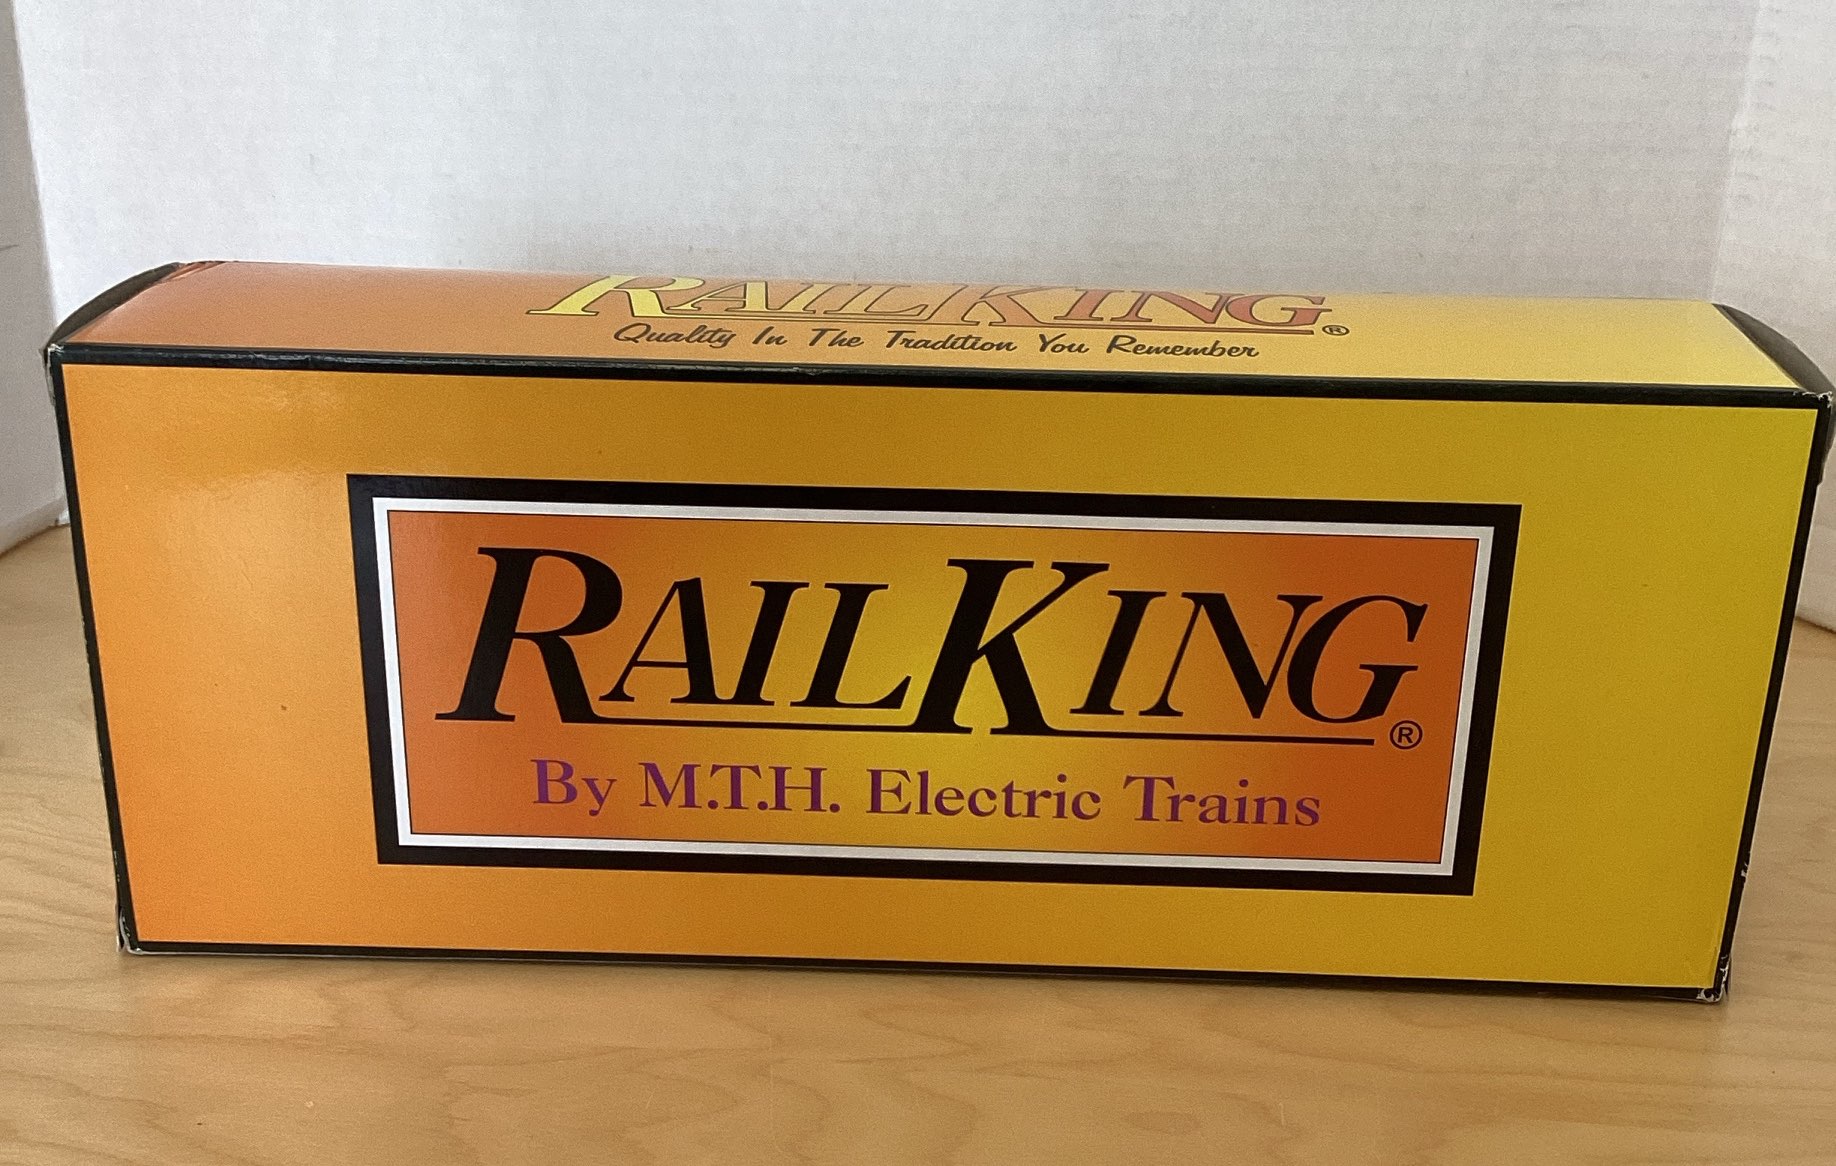 RAILKING®
Quality In The Tradition You Remember
RAILKING®
By M.T.H. Electric Trains